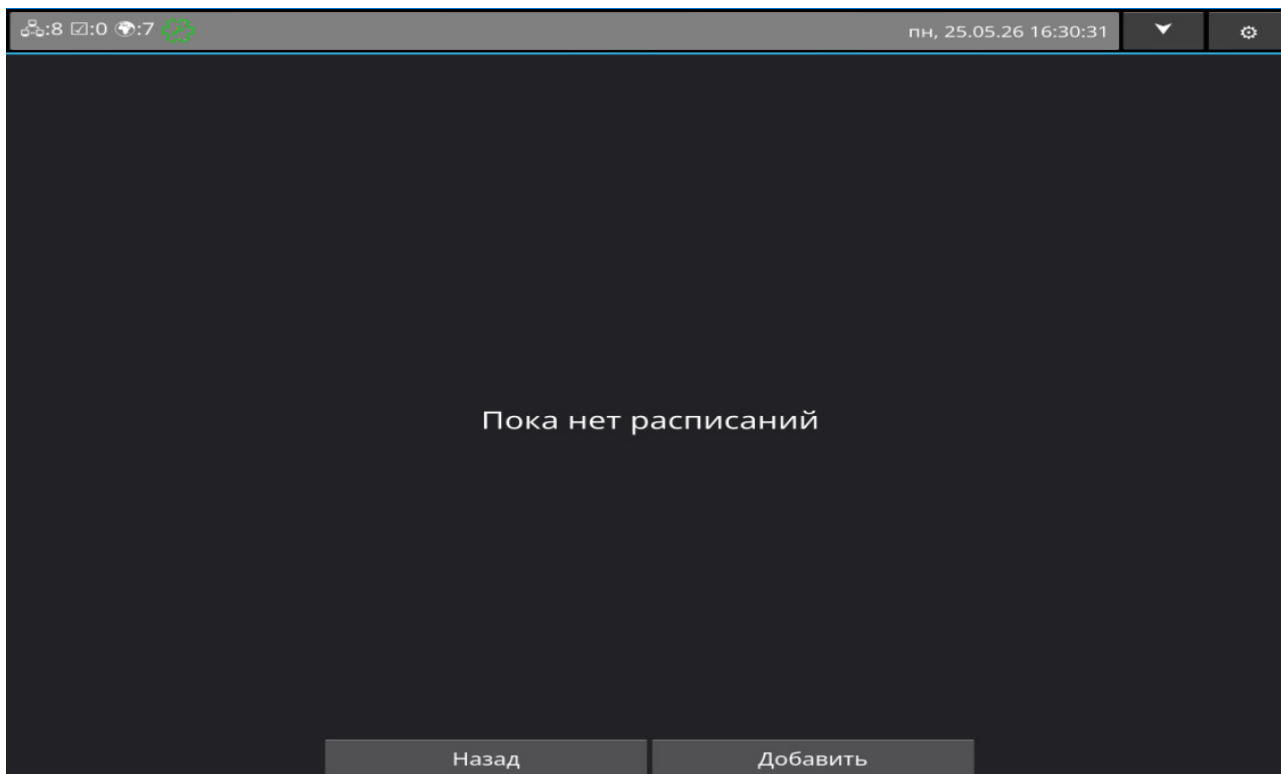 :8 ☑:0 :7 пн, 25.05.26 16:30:31
Пока нет расписаний
Назад Добавить